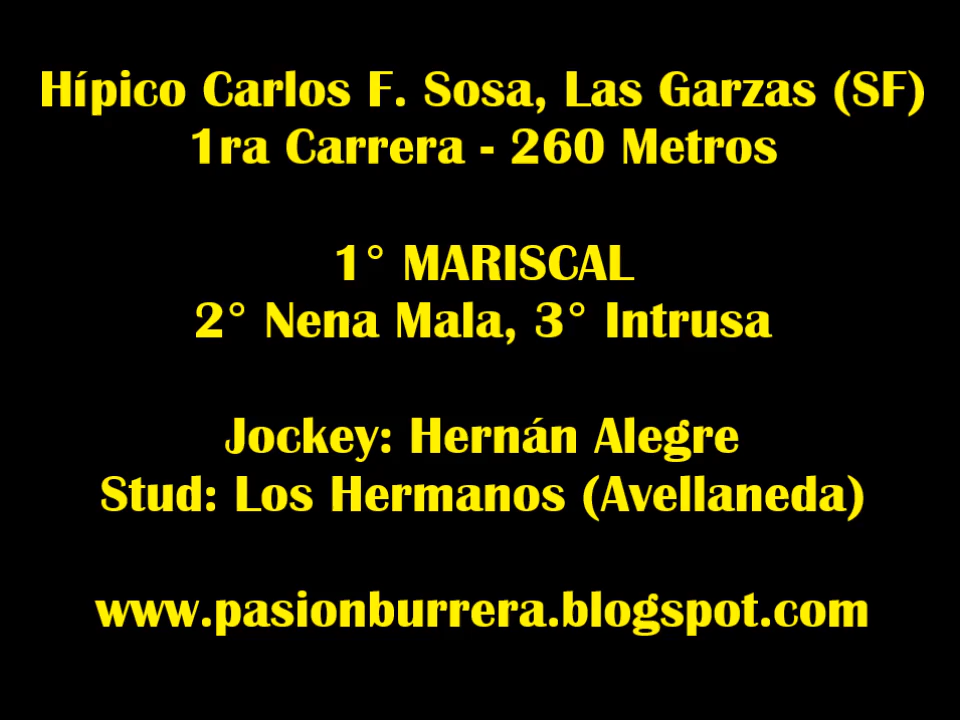 Hípico Carlos F. Sosa, Las Garzas (SF)
1ra Carrera - 260 Metros
1° MARISCAL
2° Nena Mala, 3° Intrusa
Jockey: Hernán Alegre
Stud: Los Hermanos (Avellaneda)
www.pasionburrera.blogspot.com